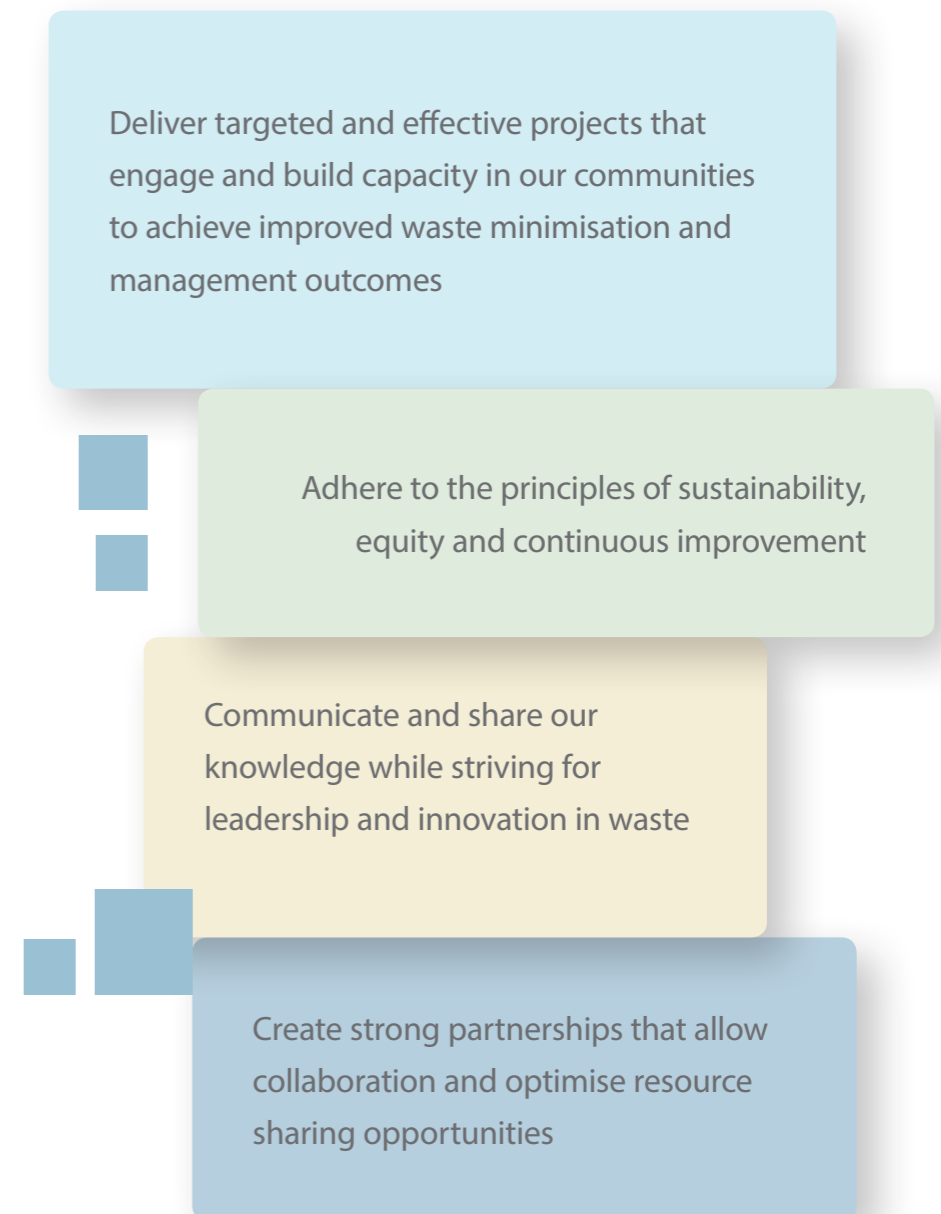 Deliver targeted and effective projects that
engage and build capacity in our communities
to achieve improved waste minimisation and
management outcomes
Adhere to the principles of sustainability,
equity and continuous improvement
Communicate and share our
knowledge while striving for
leadership and innovation in waste
Create strong partnerships that allow
collaboration and optimise resource
sharing opportunities